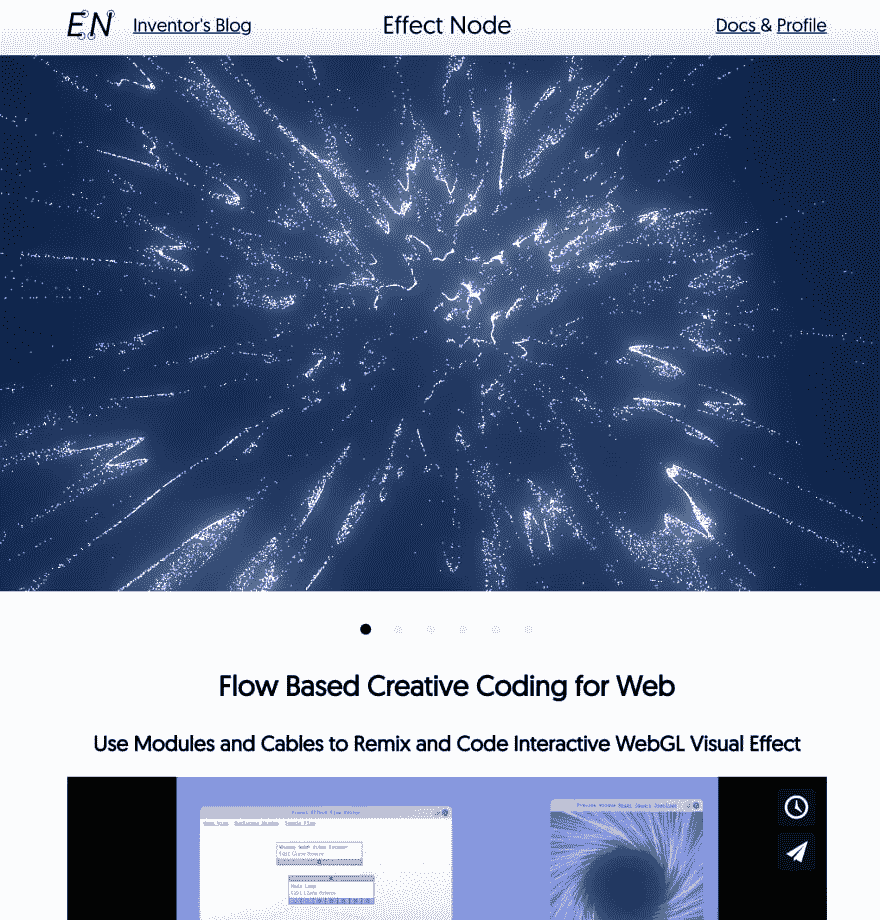 EN Inventor's Blog Effect Node Docs & Profile
Flow Based Creative Coding for Web
Use Modules and Cables to Remix and Code Interactive WebGL Visual Effect